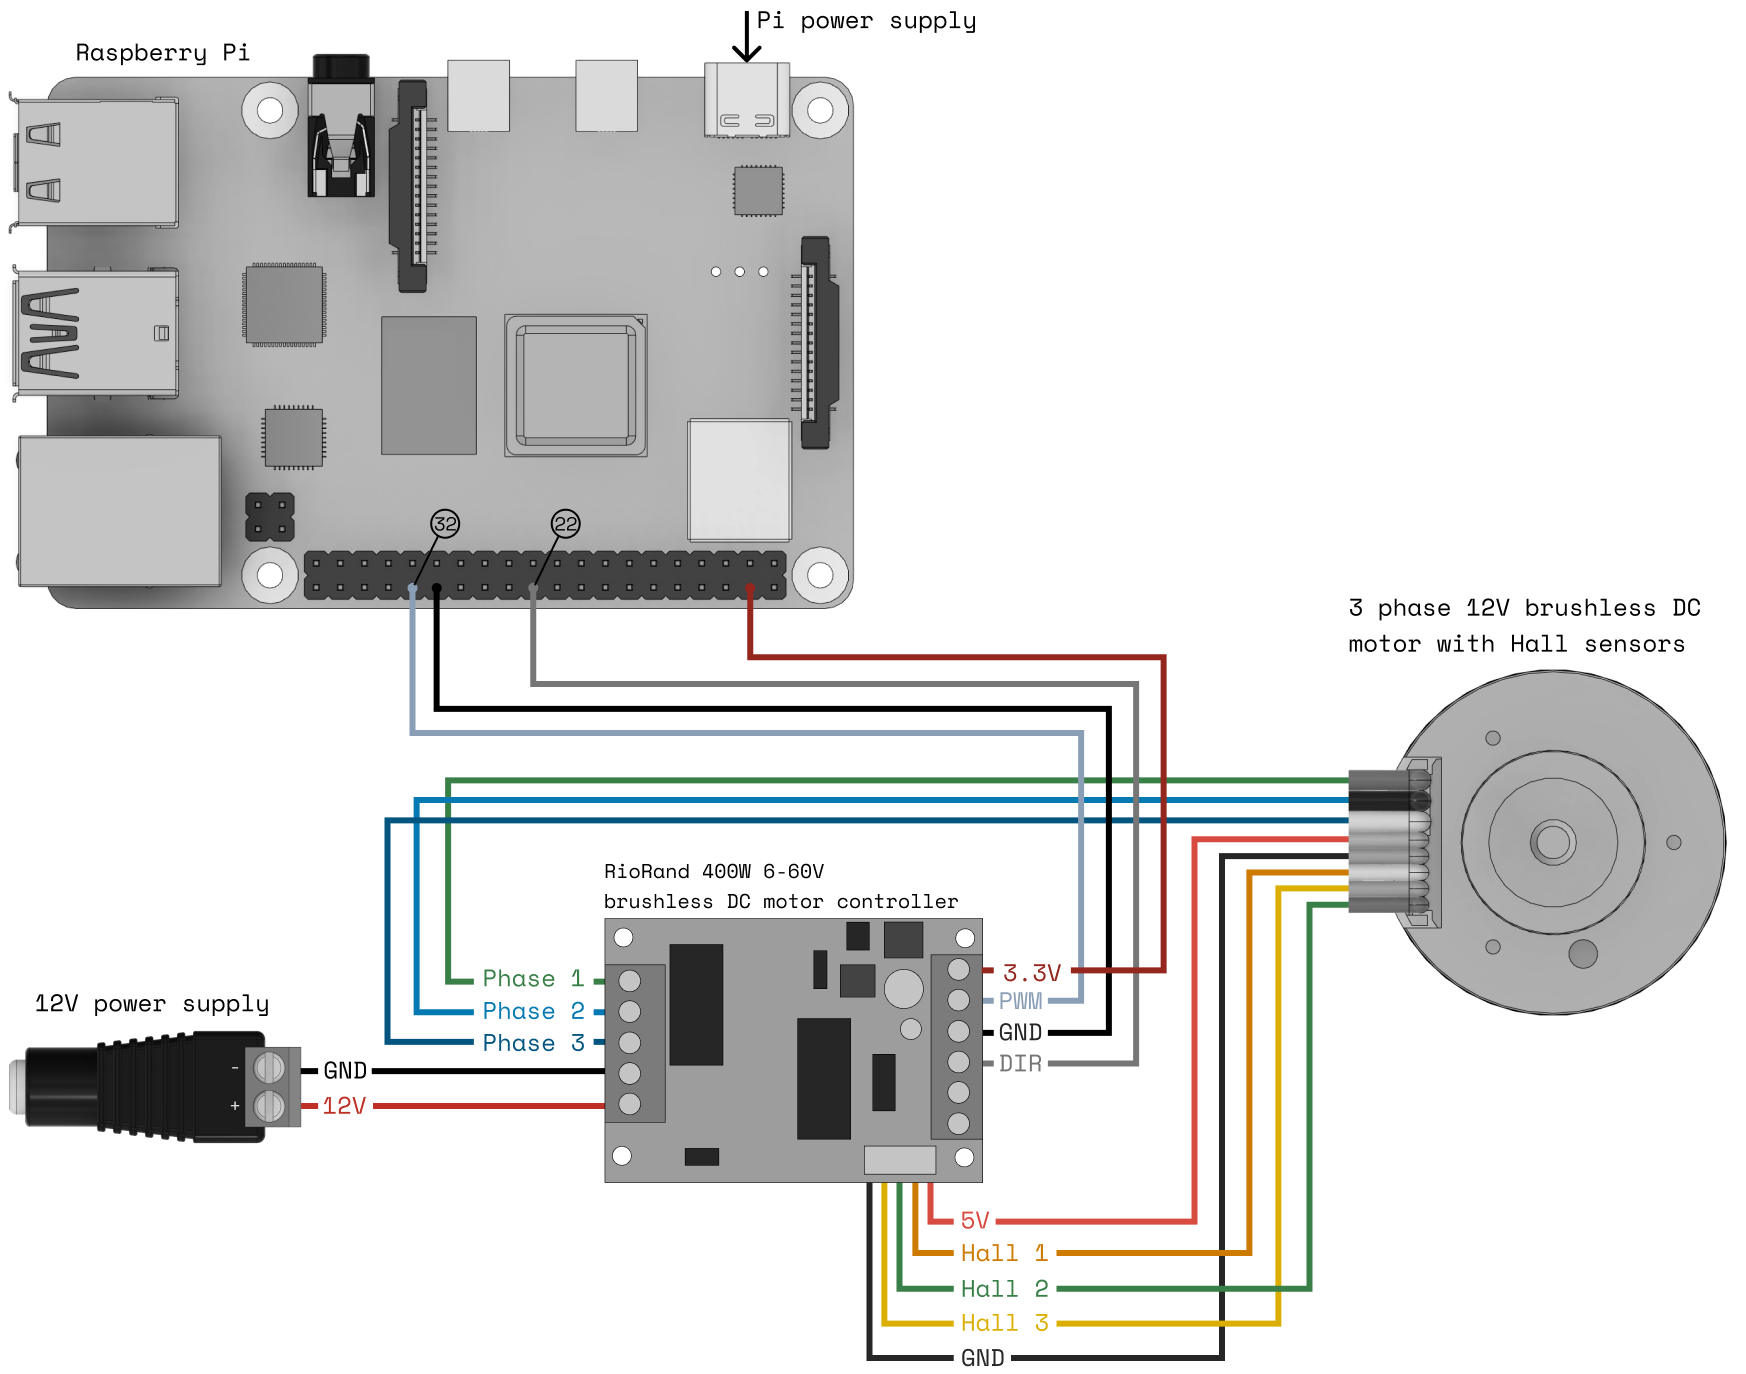 Pi power supply
Raspberry Pi
32
22
3 phase 12V brushless DC
motor with Hall sensors
RioRand 400W 6-60V
brushless DC motor controller
Phase 1
Phase 2
Phase 3
3.3V
PWM
GND
DIR
12V power supply
-
+
GND
12V
5V
Hall 1
Hall 2
Hall 3
GND